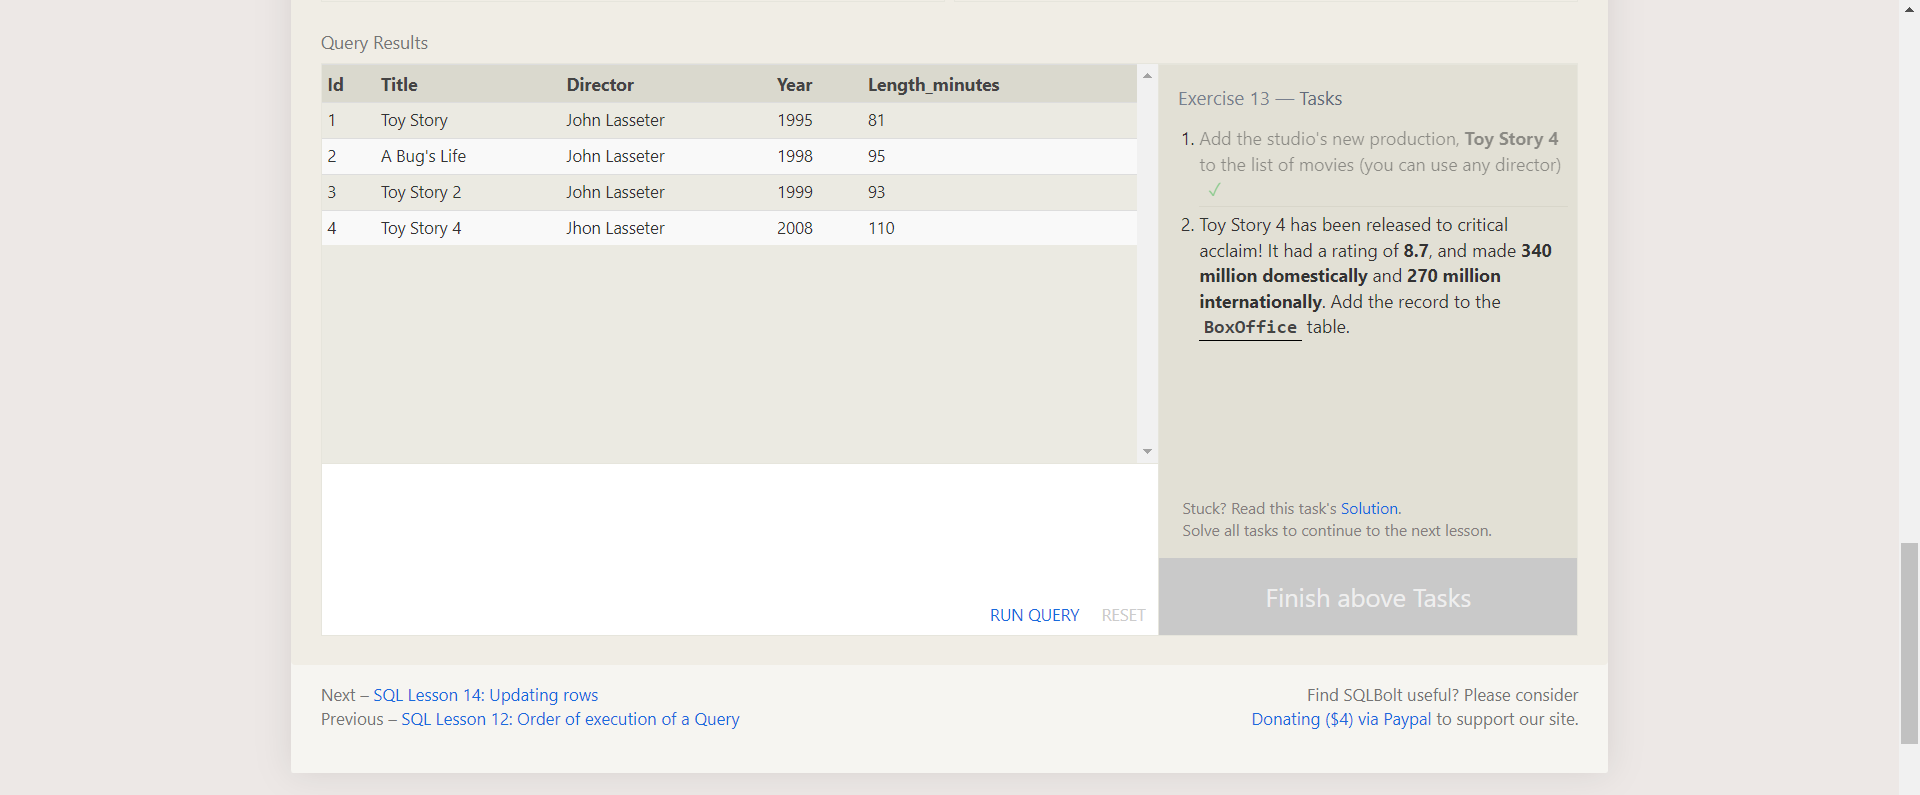 Query Results
Id Title Director Year Length_minutes
1 Toy Story John Lasseter 1995 81
2 A Bug's Life John Lasseter 1998 95
3 Toy Story 2 John Lasseter 1999 93
4 Toy Story 4 Jhon Lasseter 2008 110
RUN QUERY RESET
Exercise 13 — Tasks
1. Add the studio's new production, Toy Story 4
to the list of movies (you can use any director)
✓
2. Toy Story 4 has been released to critical
acclaim! It had a rating of 8.7, and made 340
million domestically and 270 million
internationally. Add the record to the
BoxOffice table.
Stuck? Read this task's Solution.
Solve all tasks to continue to the next lesson.
Finish above Tasks
Next – SQL Lesson 14: Updating rows
Previous – SQL Lesson 12: Order of execution of a Query
Find SQLBolt useful? Please consider
Donating ($4) via Paypal to support our site.